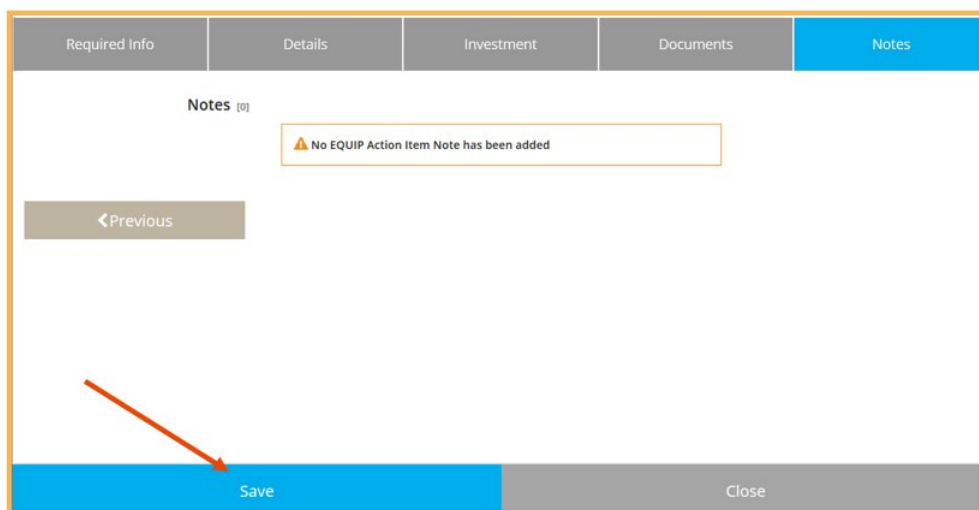 Required Info Details Investment Documents Notes
Notes [0]
No EQUIP Action Item Note has been added
Previous
Save Close